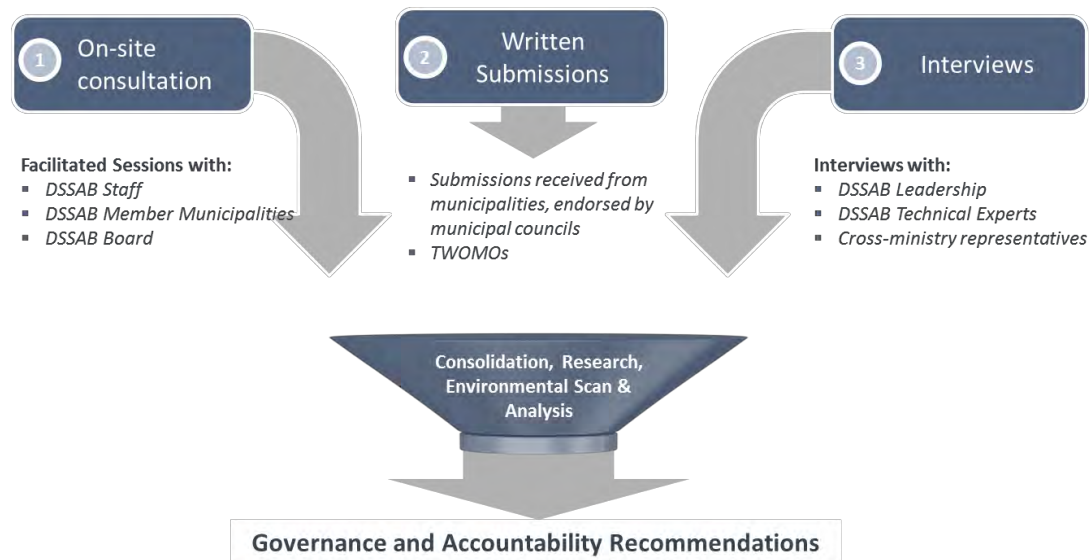 1
On-site
consultation
2
Written
Submissions
3
Interviews
Facilitated Sessions with:
▪ DSSAB Staff
▪ DSSAB Member Municipalities
▪ DSSAB Board
▪ Submissions received from
municipalities, endorsed by
municipal councils
▪ TWOMOs
Interviews with:
▪ DSSAB Leadership
▪ DSSAB Technical Experts
▪ Cross-ministry representatives
Consolidation, Research,
Environmental Scan &
Analysis
Governance and Accountability Recommendations